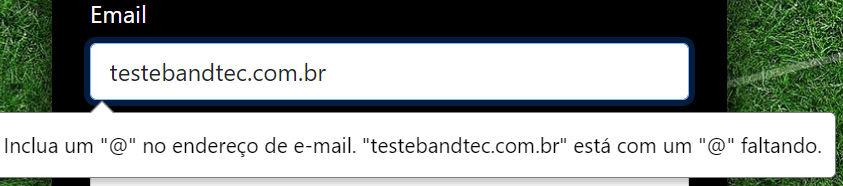 Email
testebandtec.com.br
Inclua um "@" no endereço de e-mail. "testebandtec.com.br" está com um "@" faltando.